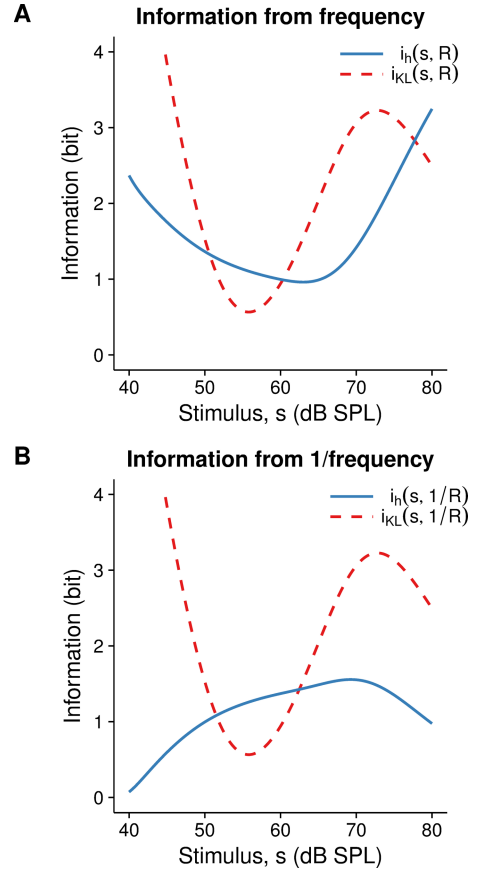 A
Information from frequency
i_h(s, R)
i_KL(s, R)
4
3
2
1
0
Information (bit)
40 50 60 70 80
Stimulus, s (dB SPL)
B
Information from 1/frequency
i_h(s, 1/R)
i_KL(s, 1/R)
4
3
2
1
0
Information (bit)
40 50 60 70 80
Stimulus, s (dB SPL)